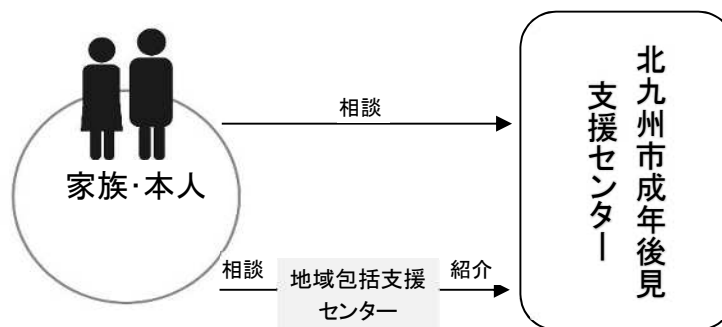 家族・本人
相談
相談
地域包括支援
センター
紹介
北九州市成年後見
支援センター